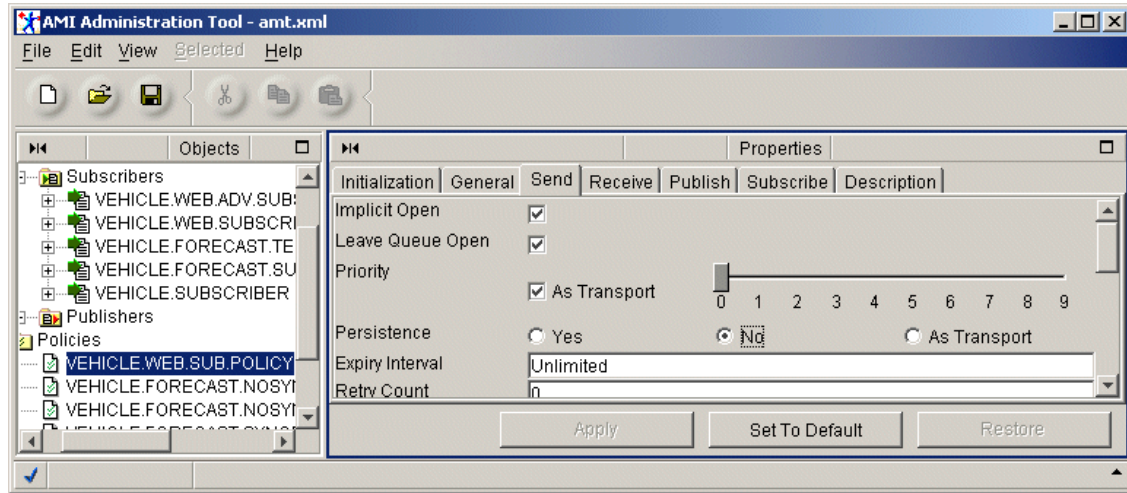 AMI Administration Tool - amt.xml
File Edit View Selected Help
Objects
Subscribers
VEHICLE.WEB.ADV.SUB
VEHICLE.WEB.SUBSCRI
VEHICLE.FORECAST.TE
VEHICLE.FORECAST.SU
VEHICLE.SUBSCRIBER
Publishers
Policies
VEHICLE.WEB.SUB.POLICY
VEHICLE.FORECAST.NOSY
VEHICLE.FORECAST.NOSY
Properties
Initialization General Send Receive Publish Subscribe Description
Implicit Open
Leave Queue Open
Priority
As Transport
0 1 2 3 4 5 6 7 8 9
Persistence Yes No As Transport
Expiry Interval Unlimited
Retry Count 0
Apply Set To Default Restore